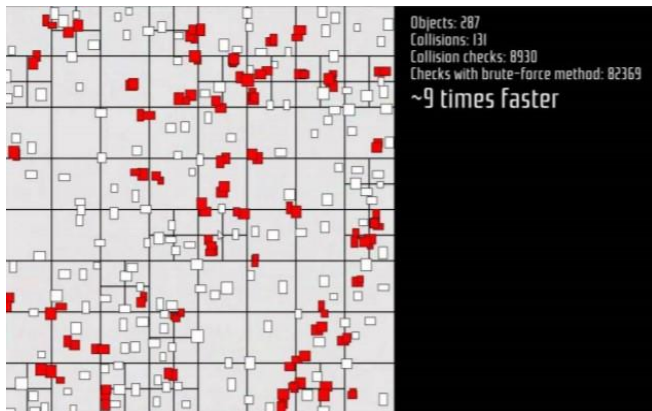 Objects: 287
Collisions: 131
Collision checks: 8930
Checks with brute-force method: 82369
~9 times faster